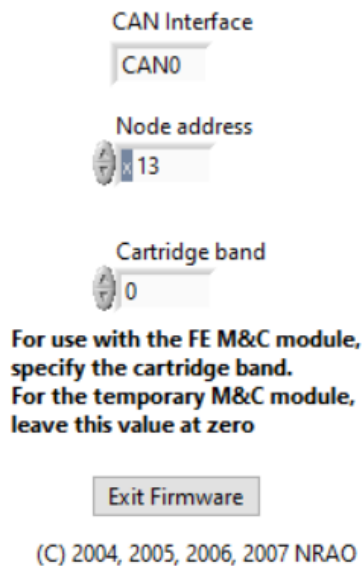 CAN Interface
CAN0
Node address
x 13
Cartridge band
0
For use with the FE M&C module,
specify the cartridge band.
For the temporary M&C module,
leave this value at zero
Exit Firmware
(C) 2004, 2005, 2006, 2007 NRAO